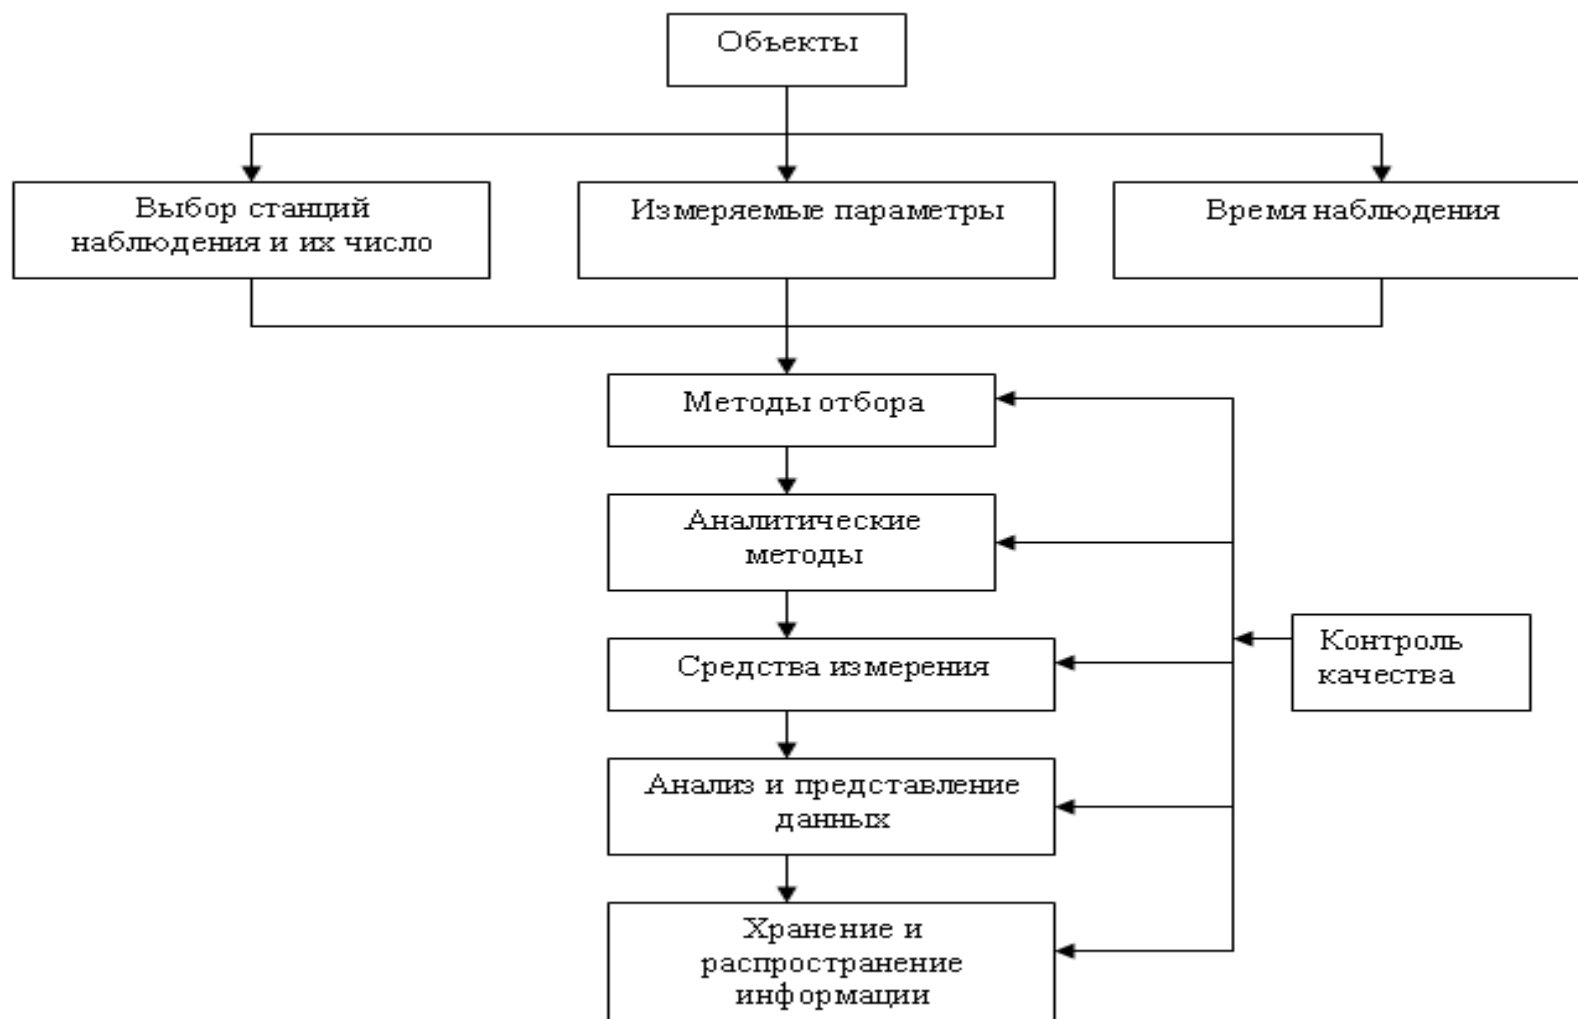 Объекты
Выбор станций
наблюдения и их число
Измеряемые параметры
Время наблюдения
Методы отбора
Аналитические
методы
Средства измерения
Контроль
качества
Анализ и представление
данных
Хранение и
распространение
информации